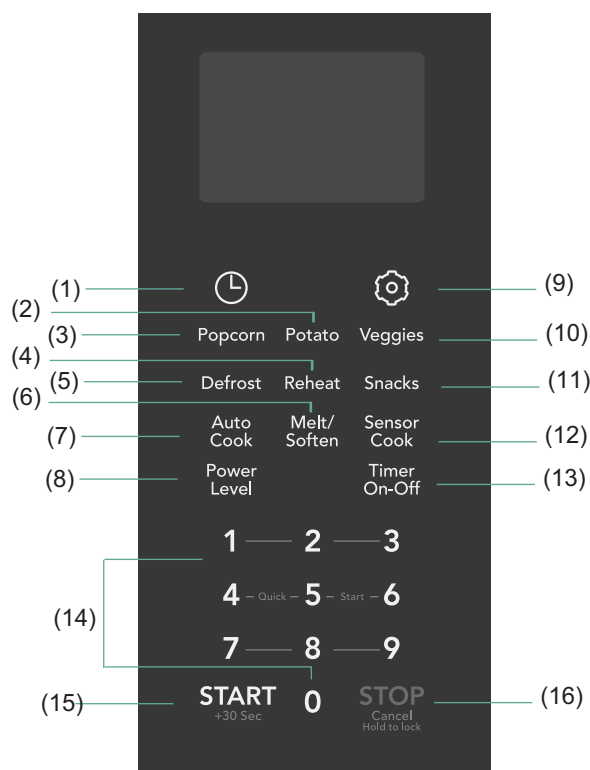 (1)
(9)
(2)
(3) Popcorn Potato Veggies (10)
(4)
(5) Defrost Reheat Snacks (11)
(6)
(7) Auto Cook Melt/ Soften Sensor Cook (12)
(8) Power Level Timer On-Off (13)
1 2 3
4 Quick 5 Start 6
(14)
7 8 9
(15) START 0 STOP (16)
+30 Sec Cancel
Hold to lock